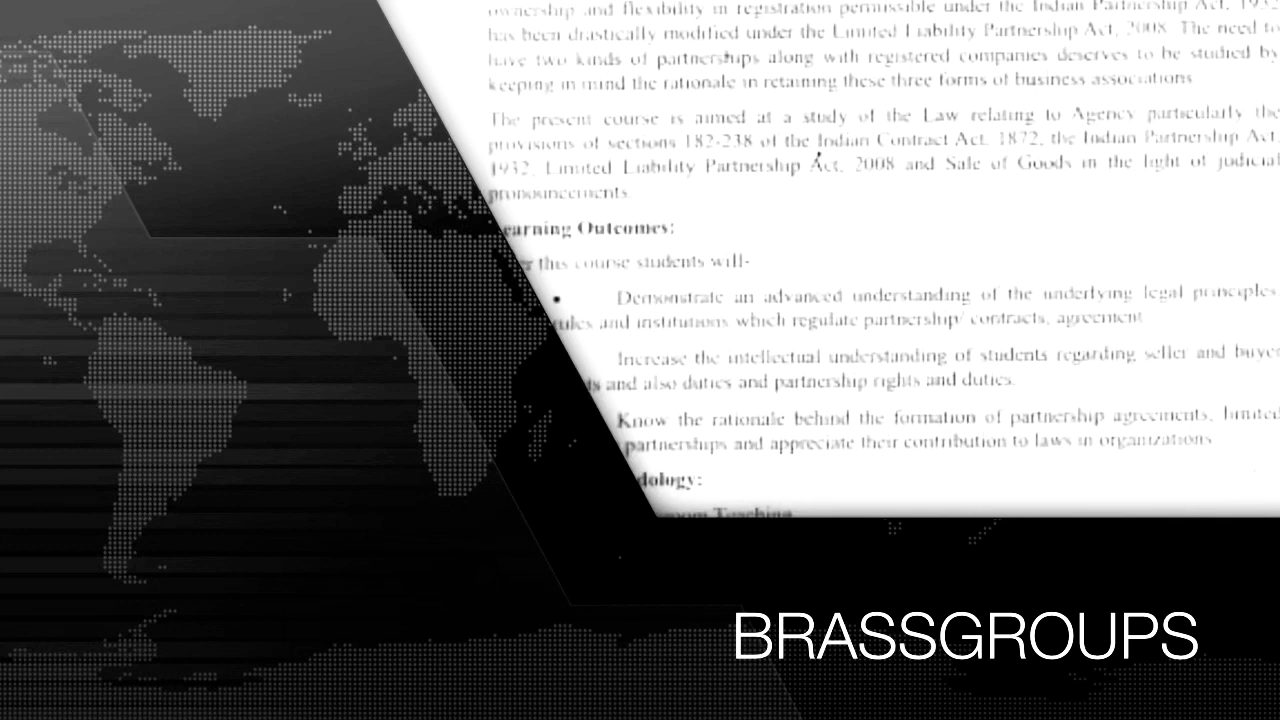 ownership and flexibility in registration permissible under the Indian Partnership Act, 1932
has been drastically modified under the Limited Liability Partnership Act, 2008. The need to
have two kinds of partnerships along with registered companies deserves to be studied by
keeping in mind the rationale in retaining these three forms of business associations
The present course is aimed at a study of the Law relating to Agency particularly the
provisions of sections 182-238 of the Indian Contract Act, 1872, the Indian Partnership Act,
1932, Limited Liability Partnership Act, 2008 and Sale of Goods in the light of judicial
pronouncements
earning Outcomes:
er this course students will-
• Demonstrate an advanced understanding of the underlying legal principles,
ules and institutions which regulate partnership/ contracts, agreement
Increase the intellectual understanding of students regarding seller and buyer
ts and also duties and partnership rights and duties.
Know the rationale behind the formation of partnership agreements, limited
partnerships and appreciate their contribution to laws in organizations
dology:
room Teaching
BRASSGROUPS